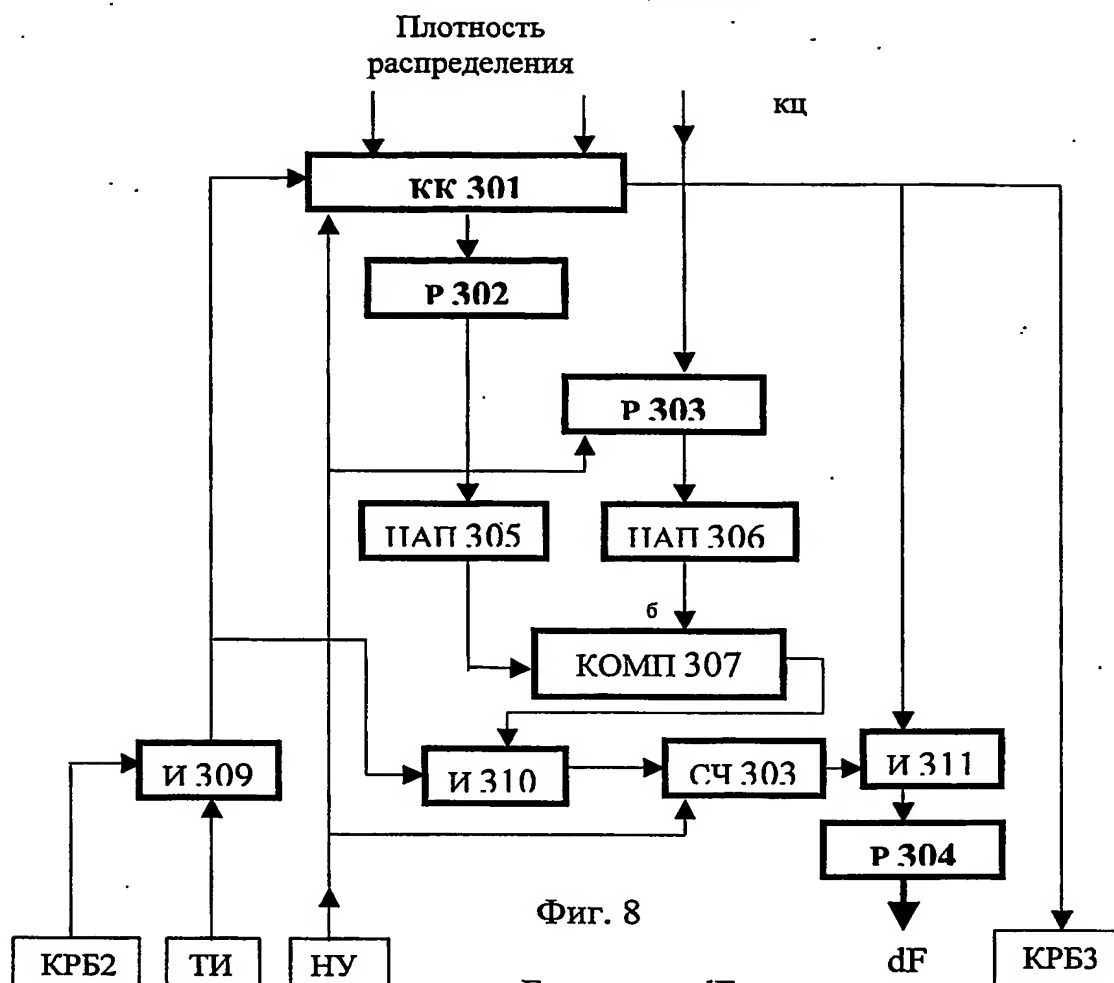 Плотность
распределения
кц
КК 301
Р 302
Р 303
ЦАП 305
ЦАП 306
б
КОМП 307
И 309
И 310
СЧ 303
И 311
Р 304
Фиг. 8
КРБ2
ТИ
НУ
dF
КРБ3